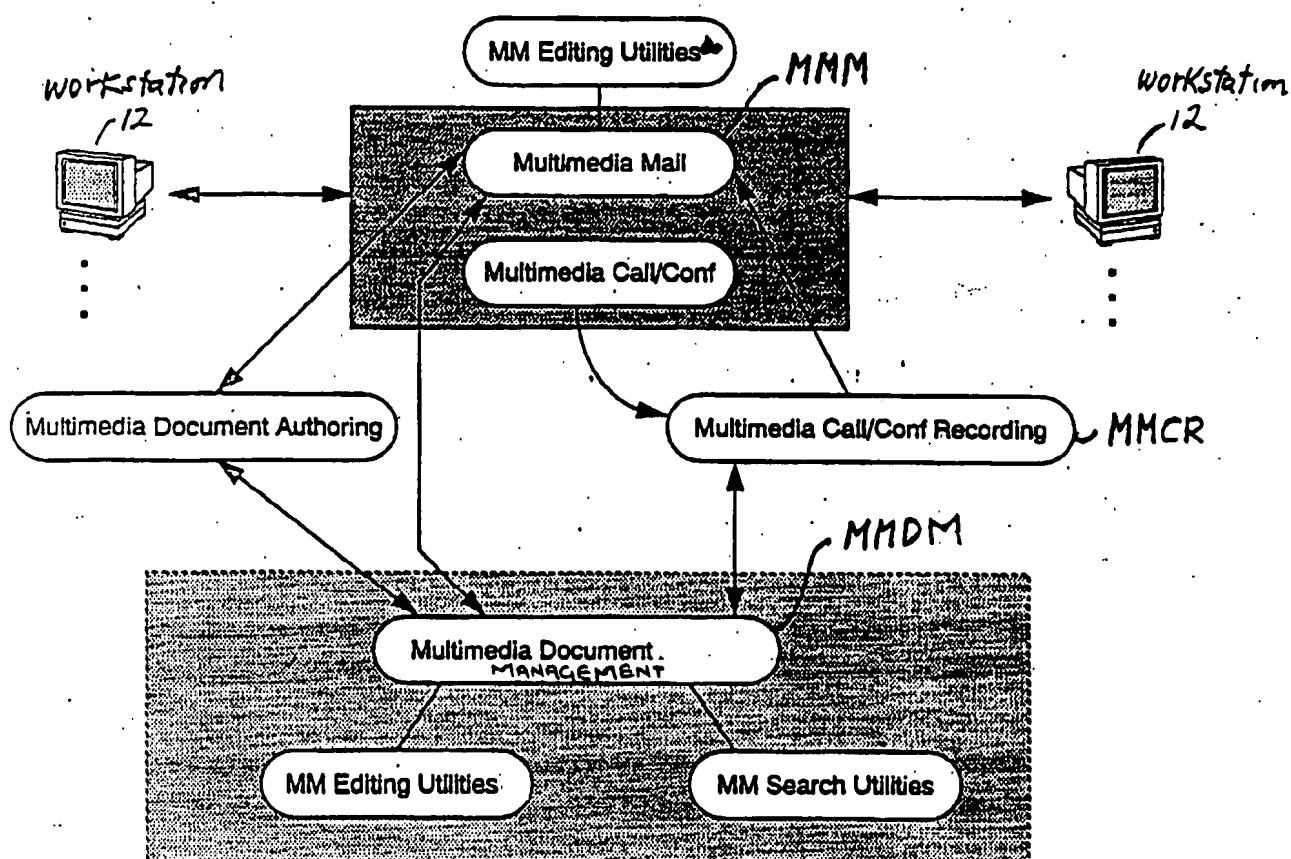 MM Editing Utilities
MMM
workstation
12
workstation
12
Multimedia Mail
Multimedia Call/Conf
Multimedia Document Authoring
Multimedia Call/Conf Recording
MMCR
MMDM
Multimedia Document
MANAGEMENT
MM Editing Utilities
MM Search Utilities